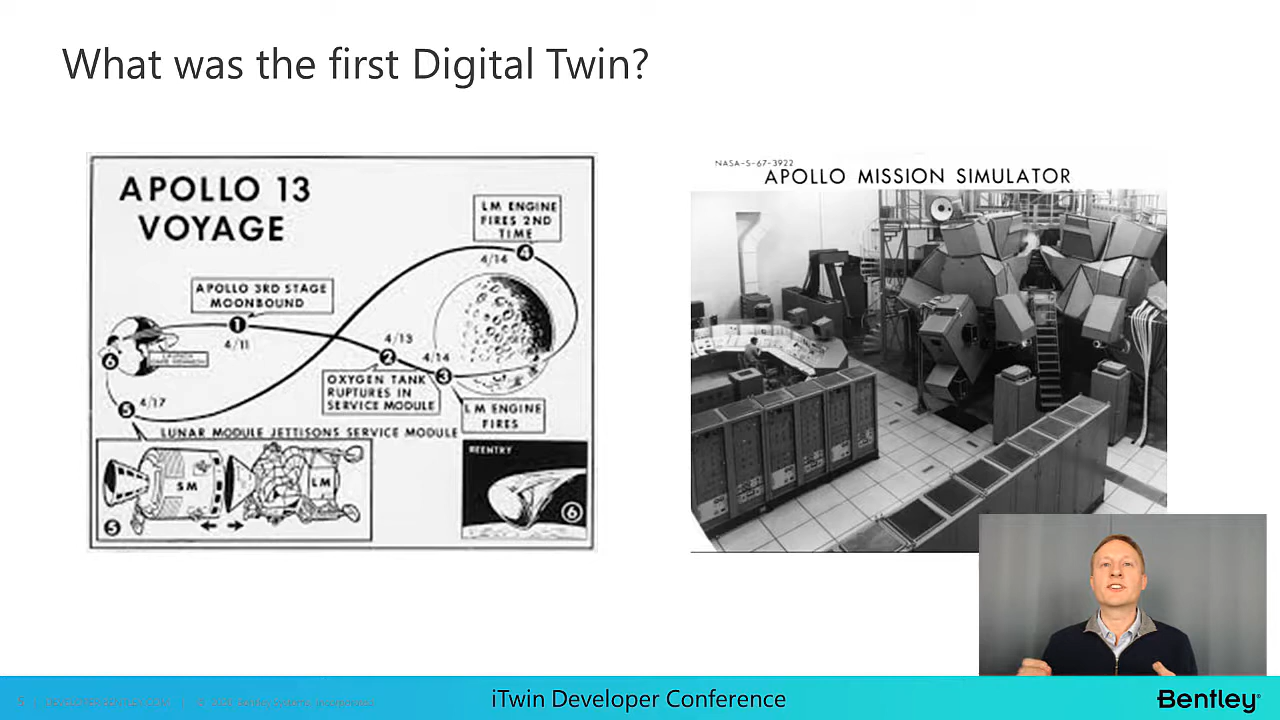 What was the first Digital Twin?
APOLLO 13
VOYAGE
LM ENGINE
FIRES 2ND
TIME
4
4/14
APOLLO 3RD STAGE
MOONBOUND
1
4/11
4/13
2
4/14
3
6
OXYGEN TANK
RUPTURES IN
SERVICE MODULE
LM ENGINE
FIRES
5
4/17
LUNAR MODULE JETTISONS SERVICE MODULE
SM
LM
5
REENTRY
6
NASA-S-67-3922
APOLLO MISSION SIMULATOR
iTwin Developer Conference
Bentley